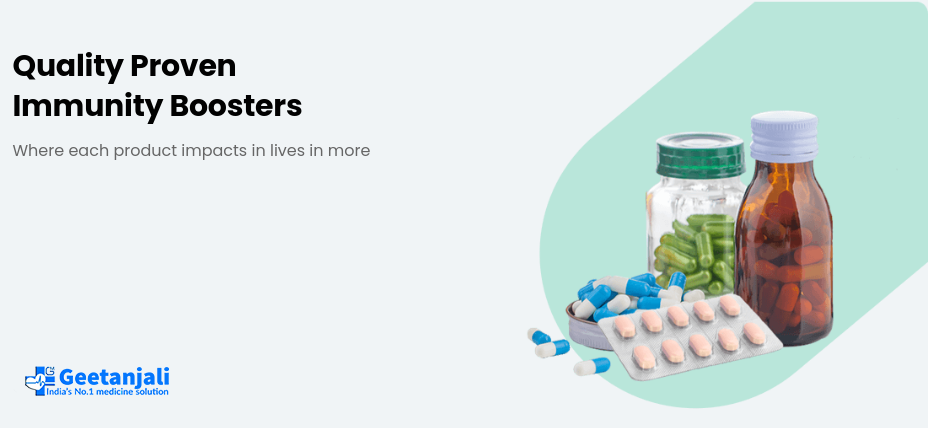 Quality Proven
Immunity Boosters
Where each product impacts in lives in more
Geetanjali
India's No.1 medicine solution